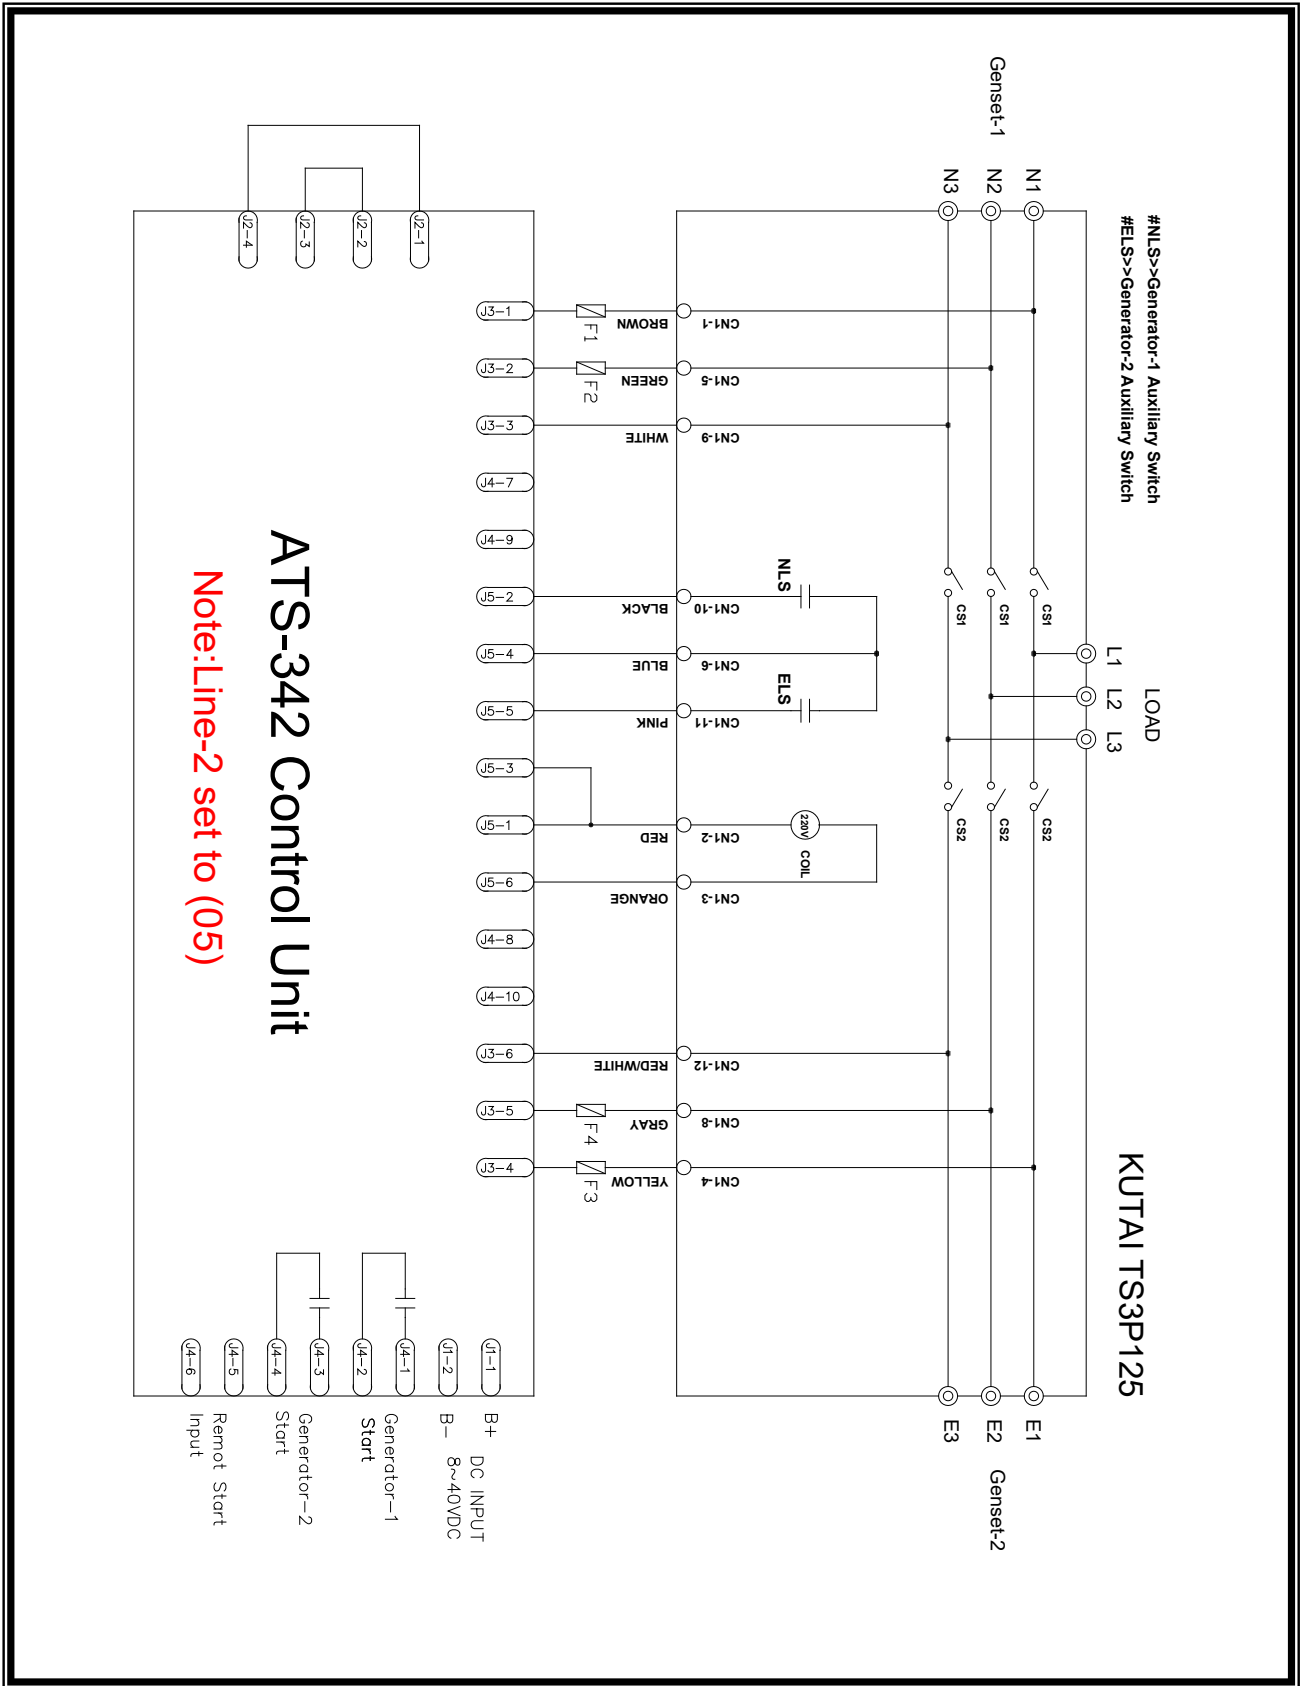 KUTAI TS3P125
#NLS>>Generator-1 Auxiliary Switch
#ELS>>Generator-2 Auxiliary Switch
LOAD
L1 L2 L3
Genset-1
N1
N2
N3
CS1
CS1
CS1
CS2
CS2
CS2
E1
E2
E3
Genset-2
NLS
ELS
220V
COIL
CN1-1
CN1-5
CN1-9
CN1-10
CN1-6
CN1-11
CN1-2
CN1-3
CN1-12
CN1-8
CN1-4
BROWN
GREEN
WHITE
BLACK
BLUE
PINK
RED
ORANGE
RED/WHITE
GRAY
YELLOW
F1
F2
F4
F3
J3-1
J3-2
J3-3
J4-7
J4-9
J5-2
J5-4
J5-5
J5-3
J5-1
J5-6
J4-8
J4-10
J3-6
J3-5
J3-4
J2-1
J2-2
J2-3
J2-4
ATS-342 Control Unit
Note:Line-2 set to (05)
J1-1
J1-2
J4-1
J4-2
J4-3
J4-4
J4-5
J4-6
B+
B-
DC INPUT
8~40VDC
Generator-1
Start
Generator-2
Start
Remot Start
Input